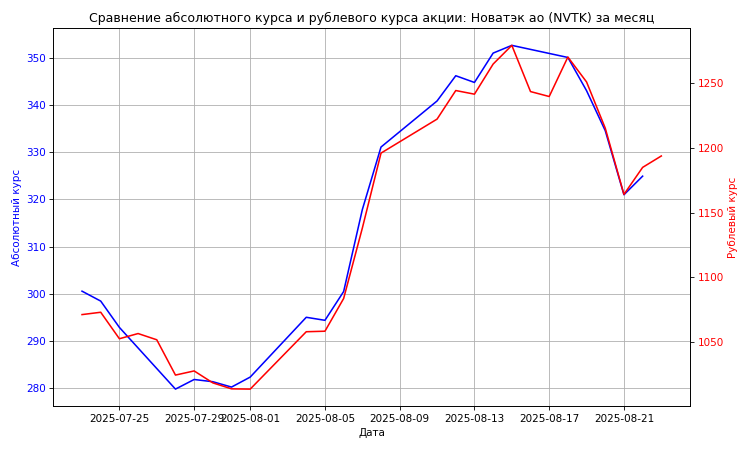 Сравнение абсолютного курса и рублевого курса акции: Новатэк ао (NVTK) за месяц
350
340
330
320
310
300
290
280
Абсолютный курс
1250
1200
1150
1100
1050
Рублевый курс
2025-07-25 2025-07-29 2025-08-01 2025-08-05 2025-08-09 2025-08-13 2025-08-17 2025-08-21
Дата